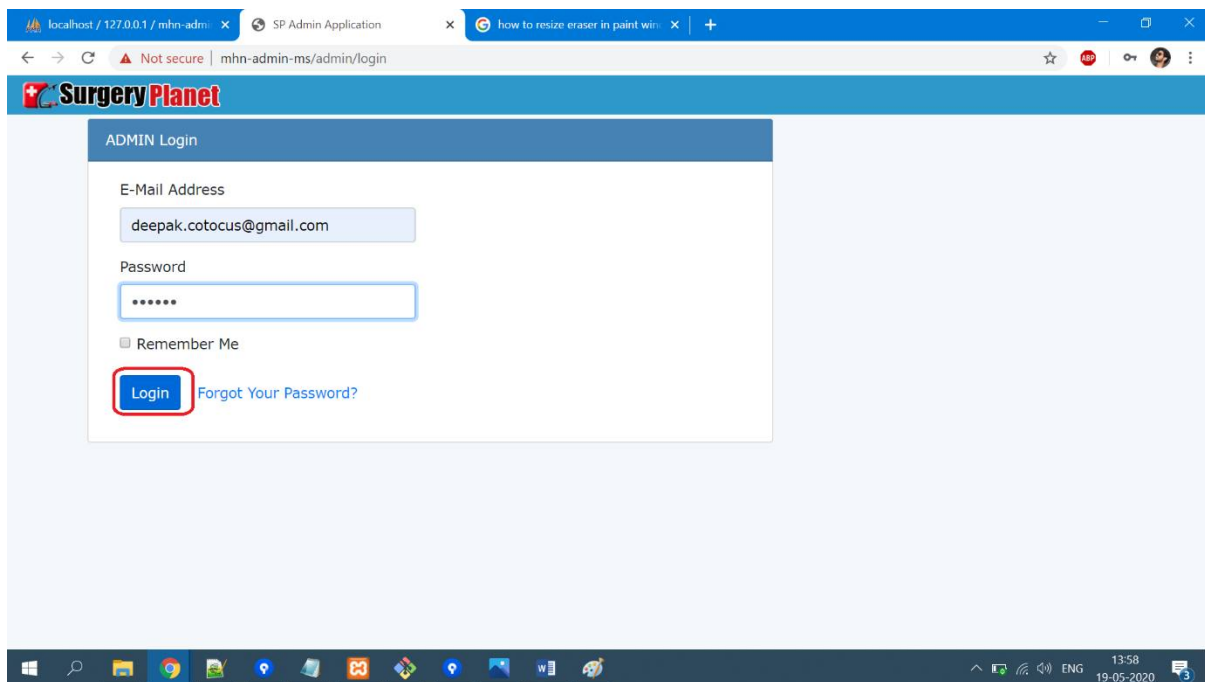 localhost / 127.0.0.1 / mhn-admi
SP Admin Application
how to resize eraser in paint win
Not secure | mhn-admin-ms/admin/login
ABP
Surgery Planet
ADMIN Login
E-Mail Address
deepak.cotocus@gmail.com
Password
••••••
Remember Me
Login
Forgot Your Password?
ENG
13:58
19-05-2020
3